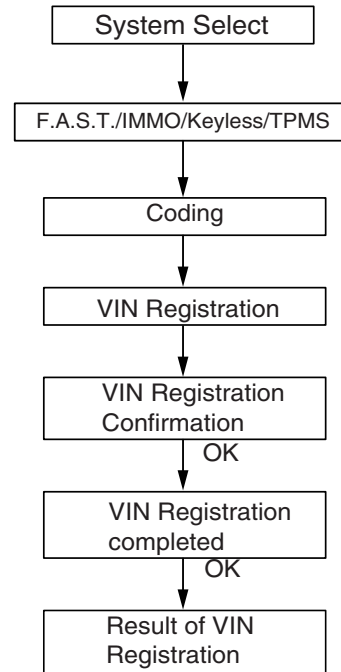 System Select
F.A.S.T./IMMO/Keyless/TPMS
Coding
VIN Registration
VIN Registration
Confirmation
OK
VIN Registration
completed
OK
Result of VIN
Registration